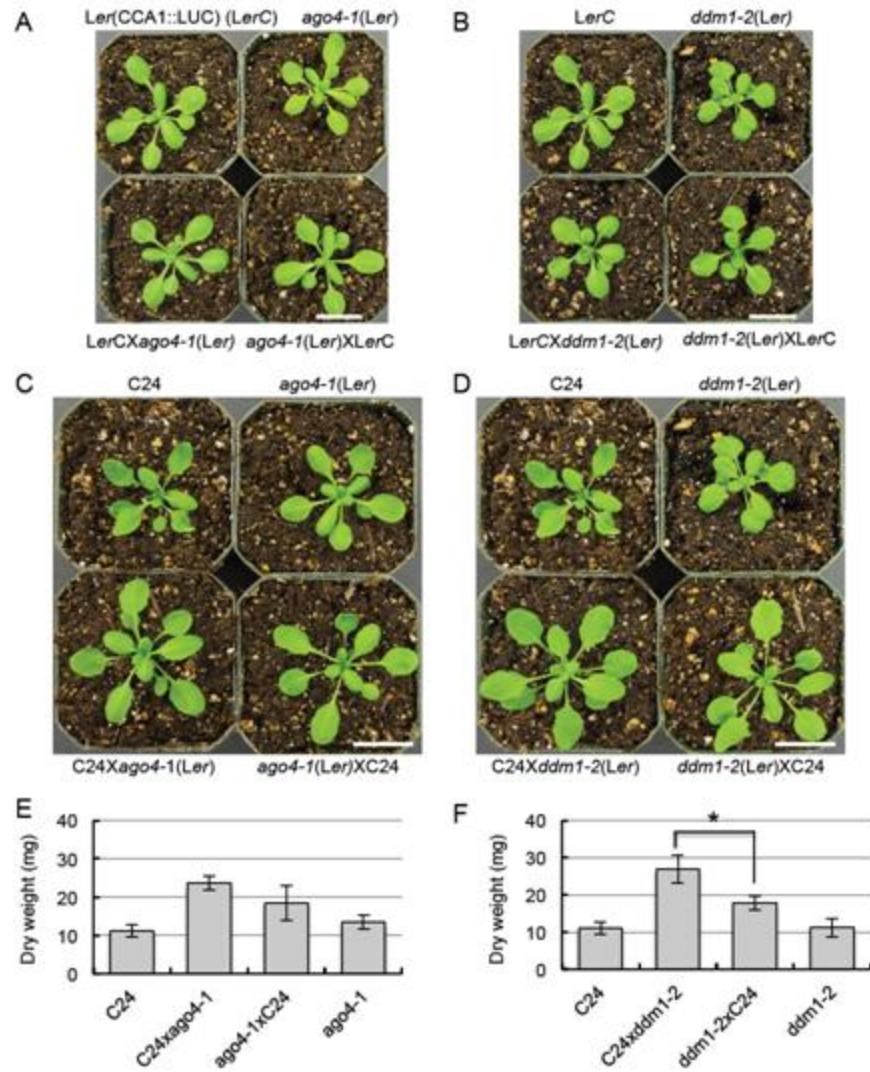 A
Ler(CCA1::LUC) (LerC) ago4-1(Ler)
LerCXago4-1(Ler) ago4-1(Ler)XLerC
B
LerC ddm1-2(Ler)
LerCXddm1-2(Ler) ddm1-2(Ler)XLerC
C
C24 ago4-1(Ler)
C24Xago4-1(Ler) ago4-1(Ler)XC24
D
C24 ddm1-2(Ler)
C24Xddm1-2(Ler) ddm1-2(Ler)XC24
E
Dry weight (mg)
40
30
20
10
0
C24
C24xago4-1
ago4-1xC24
ago4-1
F
Dry weight (mg)
40
30
20
10
0
*
C24
C24xddm1-2
ddm1-2xC24
ddm1-2